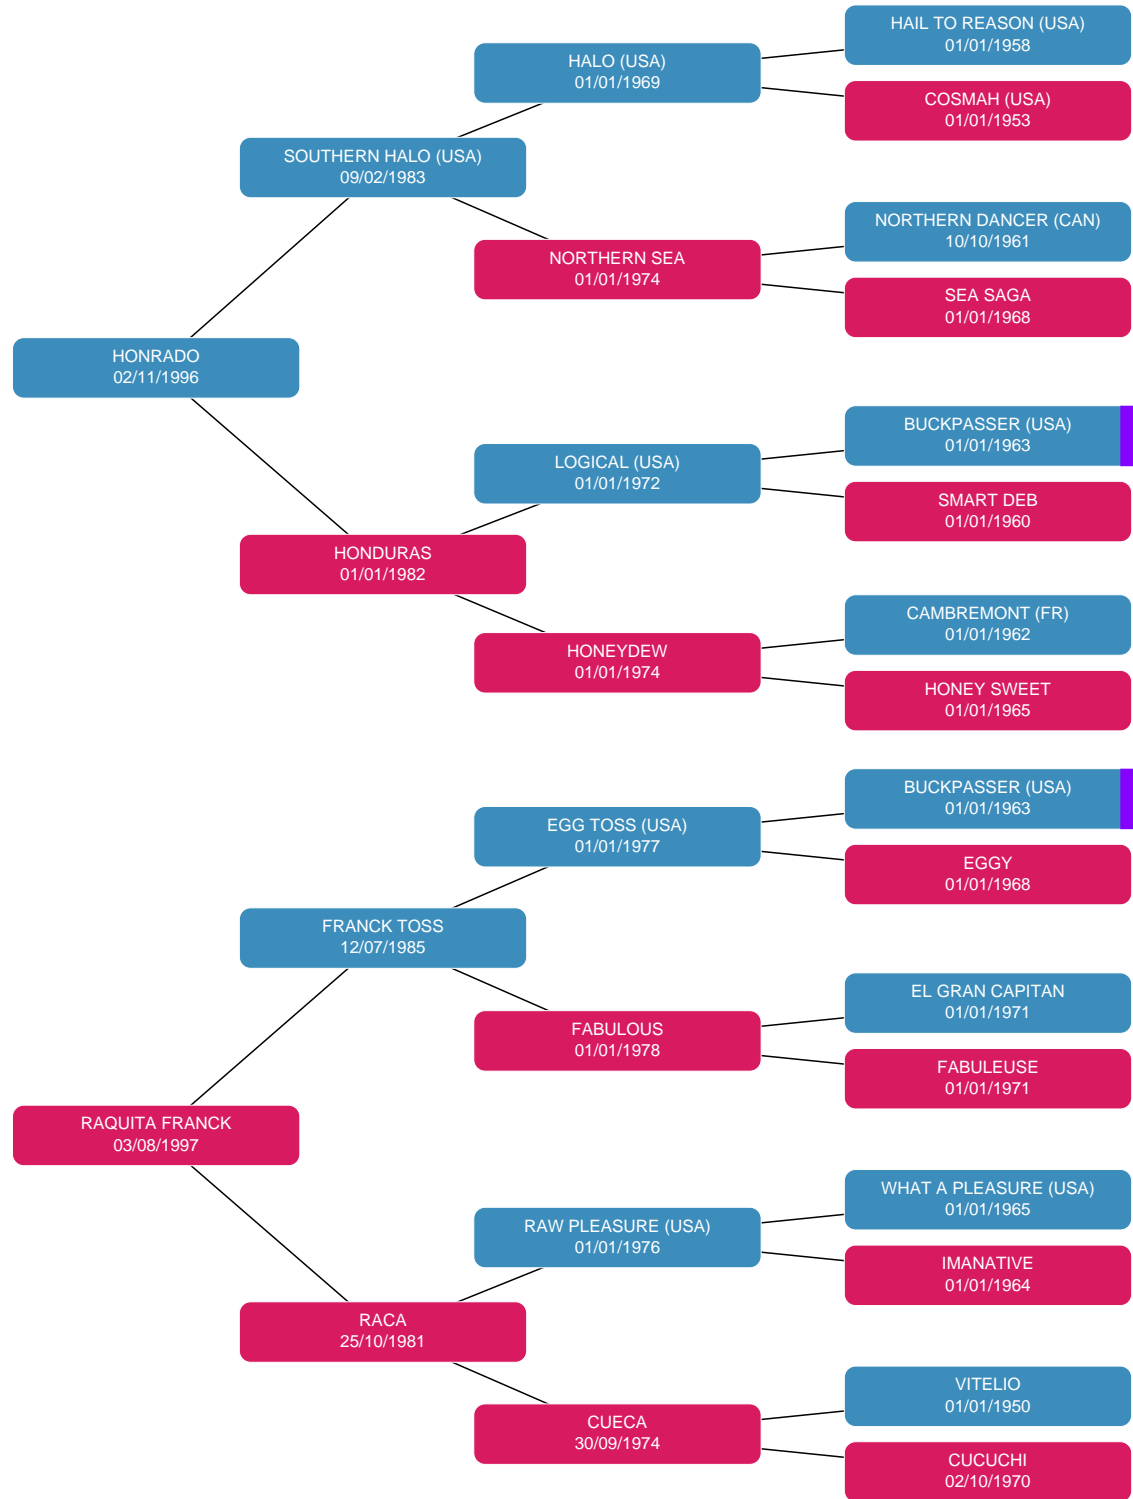 HAIL TO REASON (USA)
01/01/1958
HALO (USA)
01/01/1969
COSMAH (USA)
01/01/1953
SOUTHERN HALO (USA)
09/02/1983
NORTHERN DANCER (CAN)
10/10/1961
NORTHERN SEA
01/01/1974
SEA SAGA
01/01/1968
HONRADO
02/11/1996
BUCKPASSER (USA)
01/01/1963
LOGICAL (USA)
01/01/1972
SMART DEB
01/01/1960
HONDURAS
01/01/1982
CAMBREMONT (FR)
01/01/1962
HONEYDEW
01/01/1974
HONEY SWEET
01/01/1965
BUCKPASSER (USA)
01/01/1963
EGG TOSS (USA)
01/01/1977
EGGY
01/01/1968
FRANCK TOSS
12/07/1985
EL GRAN CAPITAN
01/01/1971
FABULOUS
01/01/1978
FABULEUSE
01/01/1971
RAQUITA FRANCK
03/08/1997
WHAT A PLEASURE (USA)
01/01/1965
RAW PLEASURE (USA)
01/01/1976
IMANATIVE
01/01/1964
RACA
25/10/1981
VITELIO
01/01/1950
CUECA
30/09/1974
CUCUCHI
02/10/1970